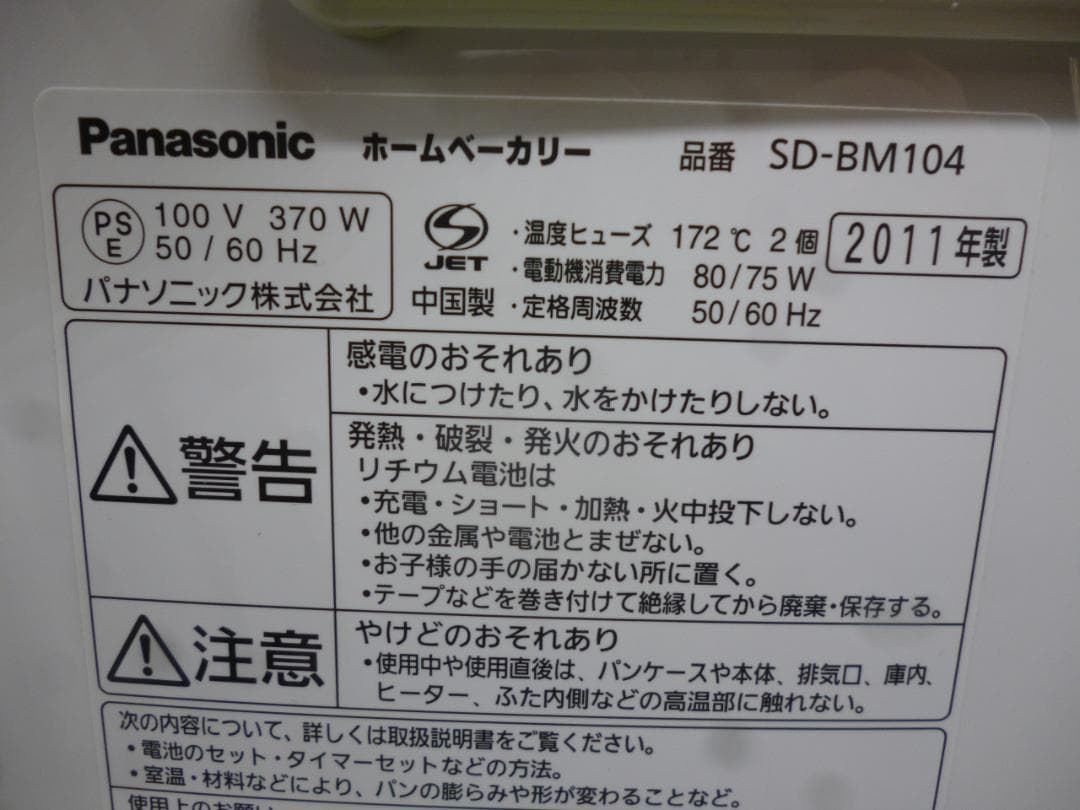 Panasonic ホームベーカリー 品番 SD-BM104
PS E 100 V 370 W
50 / 60 Hz
パナソニック株式会社
JET
中国製
・温度ヒューズ 172 ℃ 2 個
・電動機消費電力 80/75 W
・定格周波数 50/60 Hz
2011年製
警告
感電のおそれあり
・水につけたり、水をかけたりしない。
発熱・破裂・発火のおそれあり
リチウム電池は
・充電・ショート・加熱・火中投下しない。
・他の金属や電池とまぜない。
・お子様の手の届かない所に置く。
・テープなどを巻き付けて絶縁してから廃棄・保存する。
注意
やけどのおそれあり
・使用中や使用直後は、パンケースや本体、排気口、庫内、
ヒーター、ふた内側などの高温部に触れない。
次の内容について、詳しくは取扱説明書をご覧ください。
・電池のセット・タイマーセットなどの方法。
・室温・材料などにより、パンの膨らみや形が変わることなど。
使用上のお願い